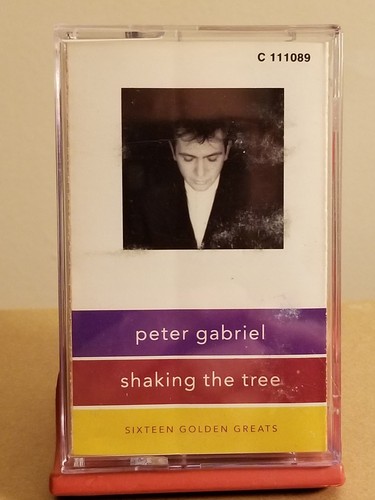 C 111089
peter gabriel
shaking the tree
SIXTEEN GOLDEN GREATS